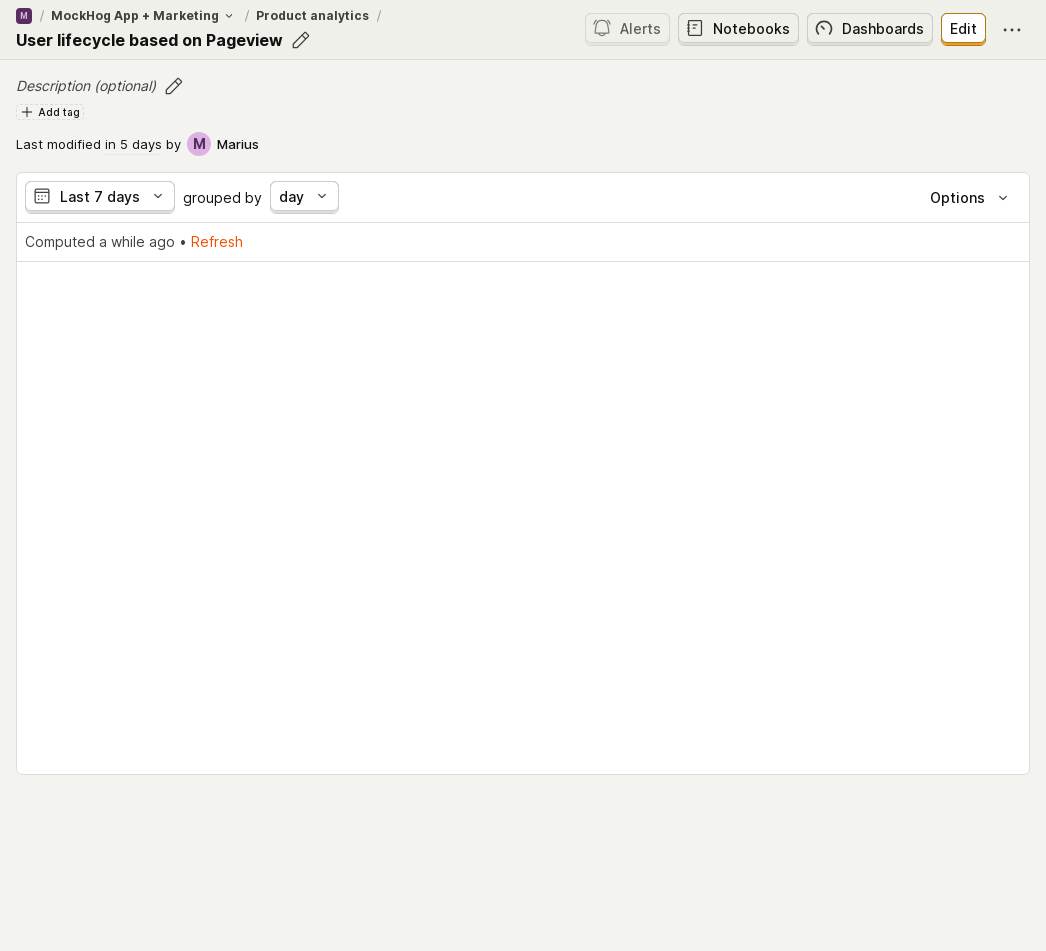 M / MockHog App + Marketing / Product analytics /
User lifecycle based on Pageview
Alerts
Notebooks
Dashboards
Edit
Description (optional)
Add tag
Last modified in 5 days by M Marius
Last 7 days grouped by day Options
Computed a while ago • Refresh